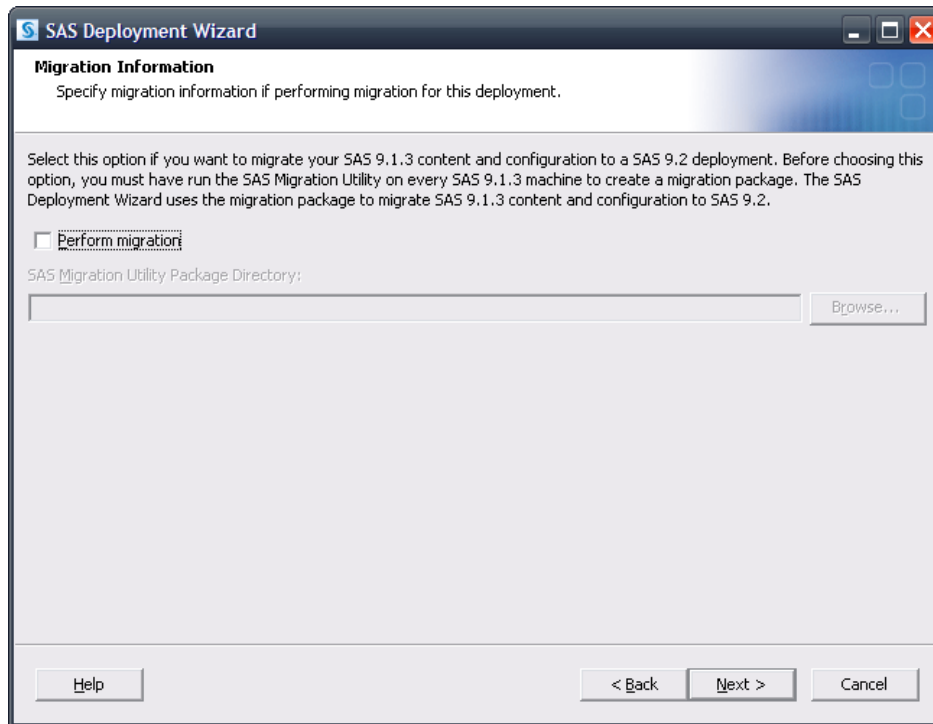 SAS Deployment Wizard
Migration Information
Specify migration information if performing migration for this deployment.
Select this option if you want to migrate your SAS 9.1.3 content and configuration to a SAS 9.2 deployment. Before choosing this
option, you must have run the SAS Migration Utility on every SAS 9.1.3 machine to create a migration package. The SAS
Deployment Wizard uses the migration package to migrate SAS 9.1.3 content and configuration to SAS 9.2.
Perform migration
SAS Migration Utility Package Directory:
Browse...
Help
< Back
Next >
Cancel